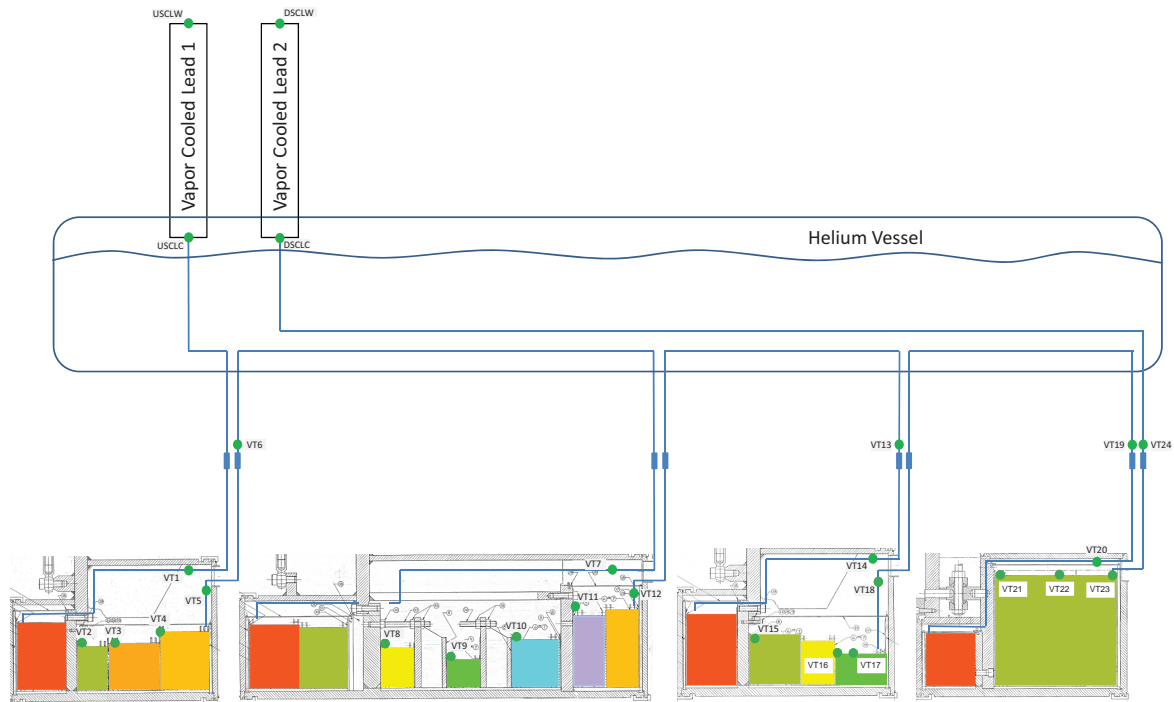 USCLW
DSCLW
Vapor Cooled Lead 1
Vapor Cooled Lead 2
USCLC
DSCLC
Helium Vessel
VT6
VT13
VT19
VT24
VT1
VT5
VT2
VT3
VT4
VT7
VT12
VT11
VT8
VT9
VT10
VT14
VT18
VT15
VT16
VT17
VT20
VT21
VT22
VT23